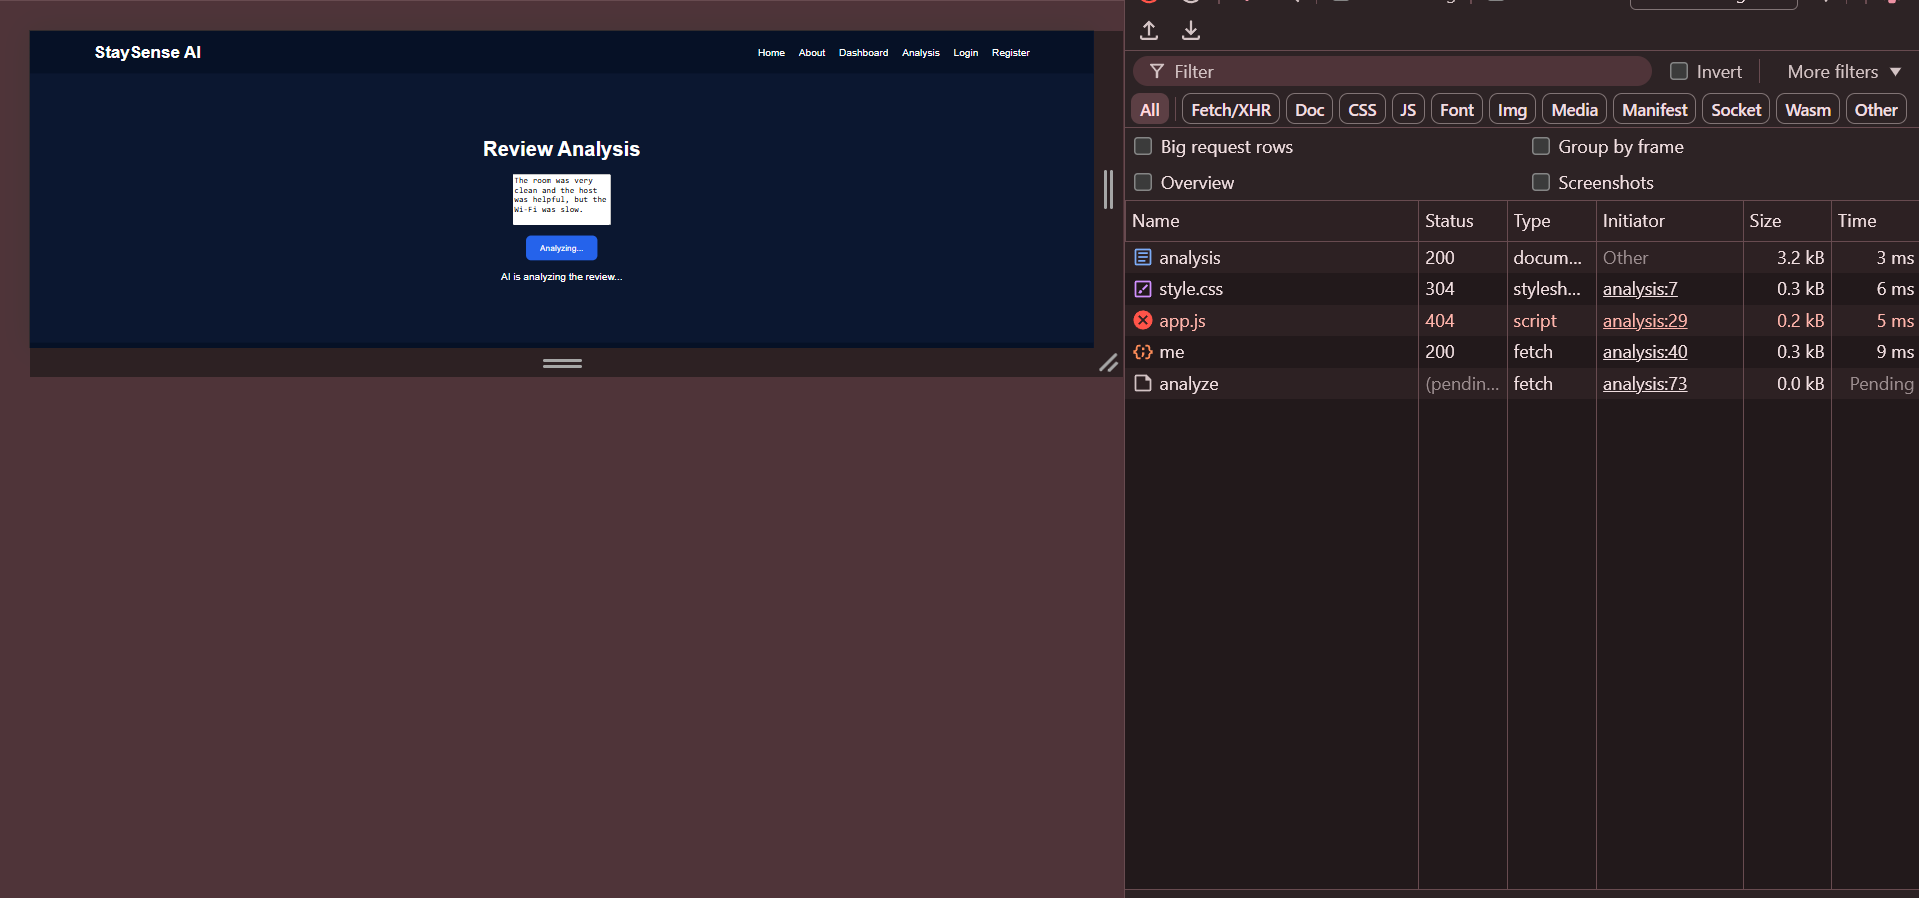 StaySense AI
Home About Dashboard Analysis Login Register
Review Analysis
The room was very
clean and the host
was helpful, but the
Wi-Fi was slow.
Analyzing...
AI is analyzing the review...
Filter
Invert
More filters
All Fetch/XHR Doc CSS JS Font Img Media Manifest Socket Wasm Other
Big request rows
Group by frame
Overview
Screenshots
Name Status Type Initiator Size Time
analysis 200 docum... Other 3.2 kB 3 ms
style.css 304 stylesh... analysis:7 0.3 kB 6 ms
app.js 404 script analysis:29 0.2 kB 5 ms
me 200 fetch analysis:40 0.3 kB 9 ms
analyze (pendin... fetch analysis:73 0.0 kB Pending